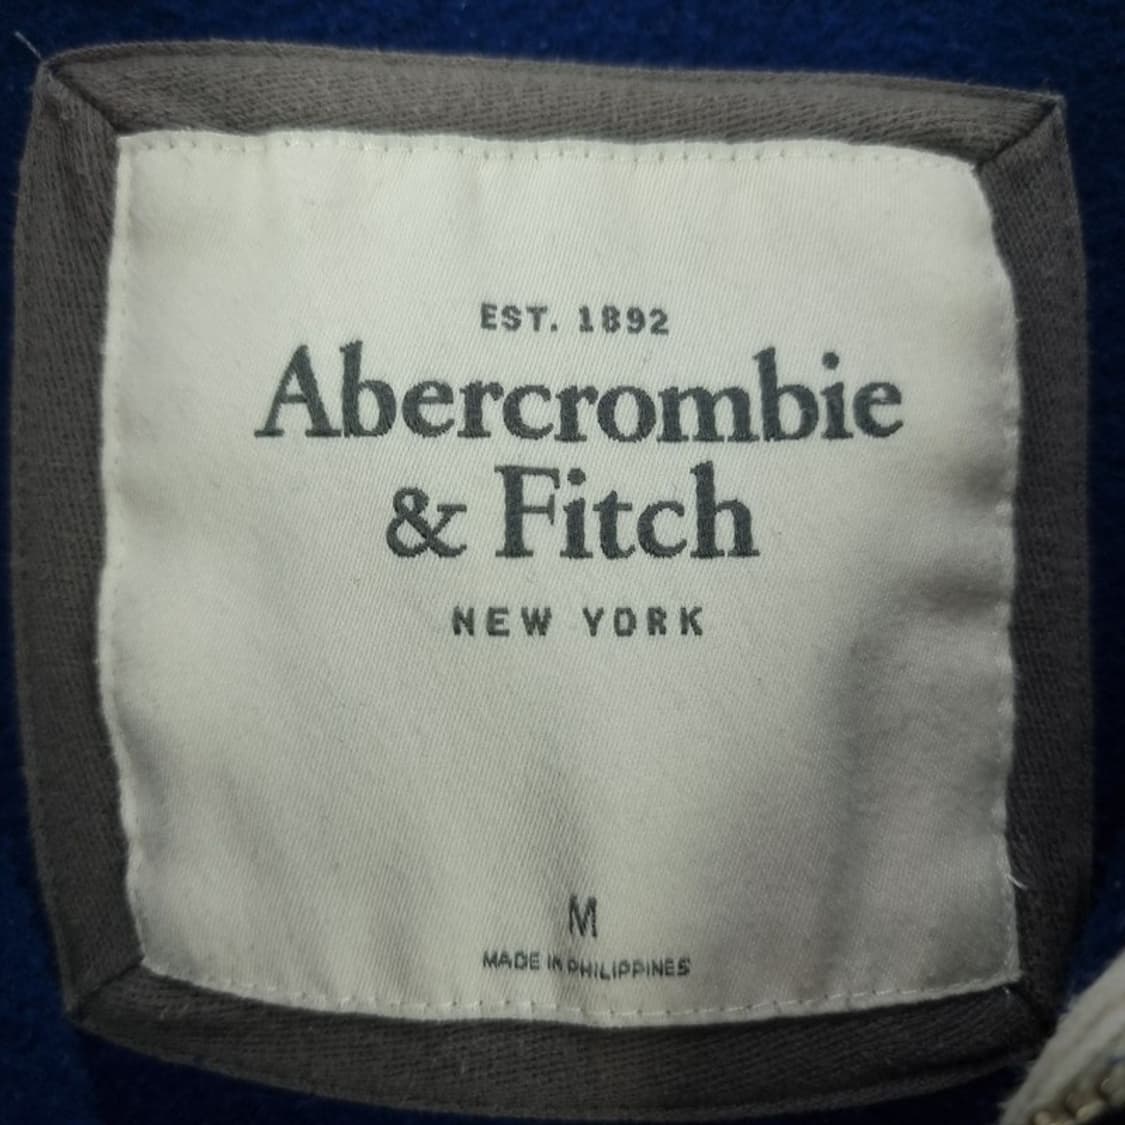 EST. 1892
Abercrombie
& Fitch
NEW YORK
M
MADE IN PHILIPPINES